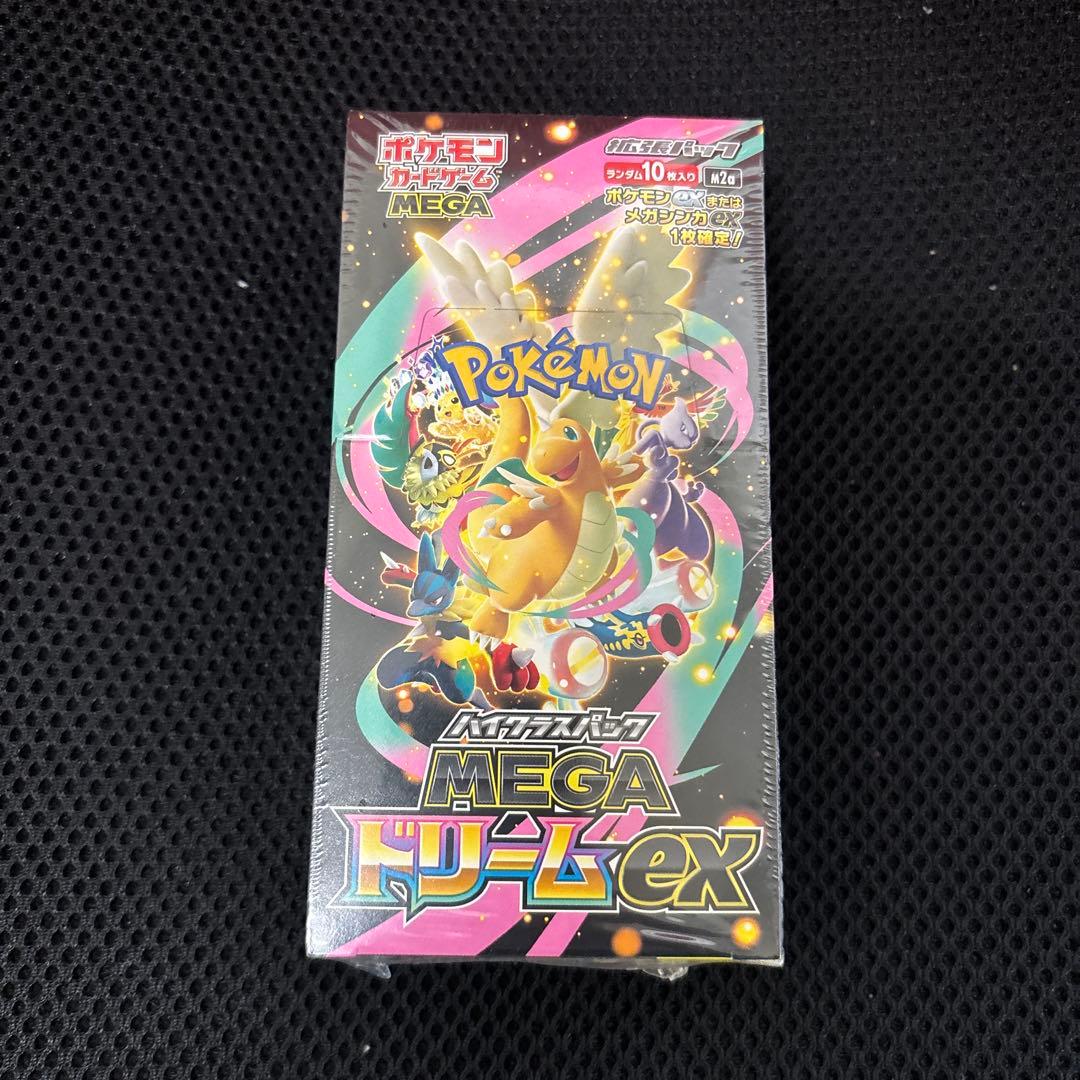 ポケモン
カードゲーム
MEGA
拡張パック
ランダム10枚入り M2a
ポケモンexまたは
メガシンカex
1枚確定!
POKéMON
TM
ハイクラスパック
MEGA
ドリームex